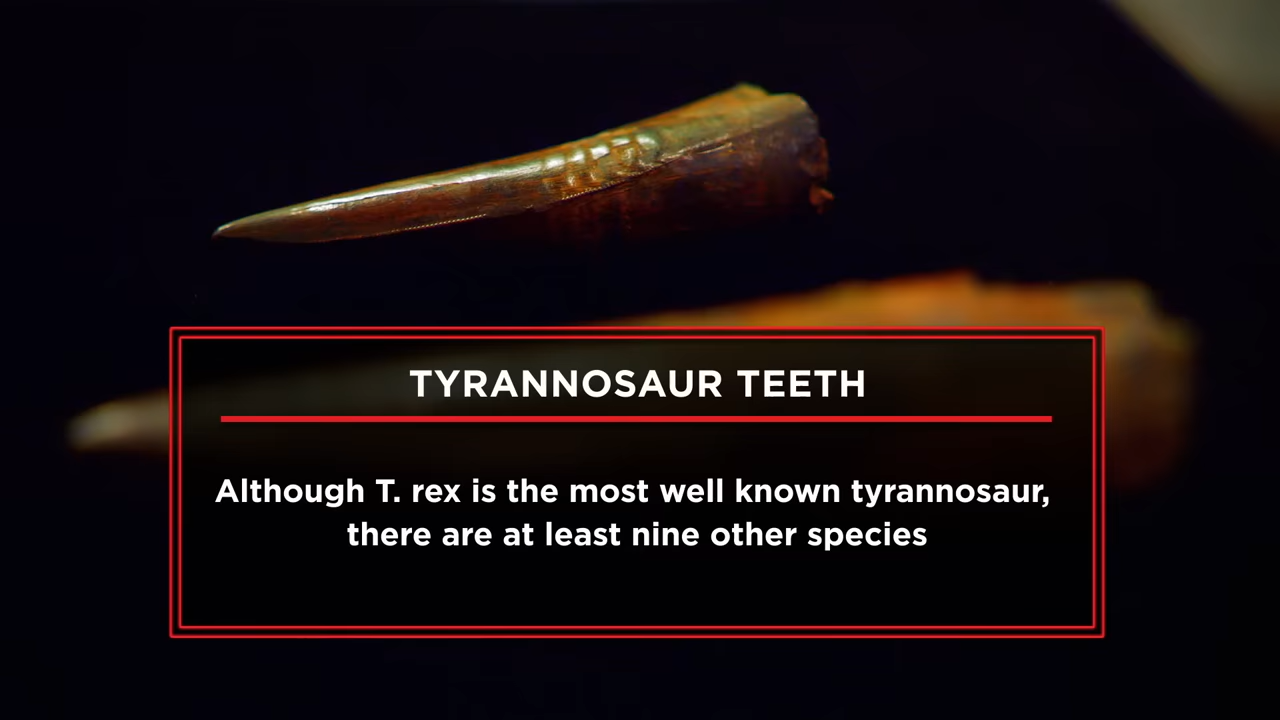 TYRANNOSAUR TEETH
Although T. rex is the most well known tyrannosaur,
there are at least nine other species